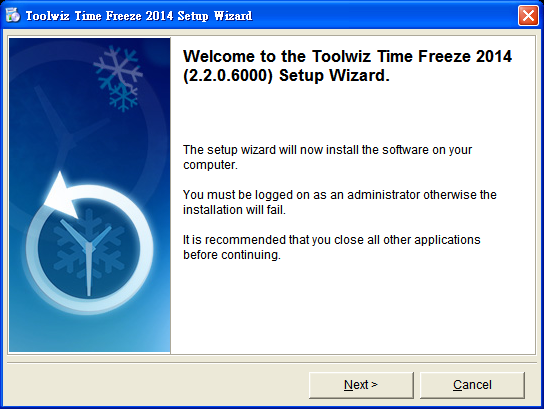 Toolwiz Time Freeze 2014 Setup Wizard
Welcome to the Toolwiz Time Freeze 2014
(2.2.0.6000) Setup Wizard.
The setup wizard will now install the software on your
computer.
You must be logged on as an administrator otherwise the
installation will fail.
It is recommended that you close all other applications
before continuing.
Next >
Cancel